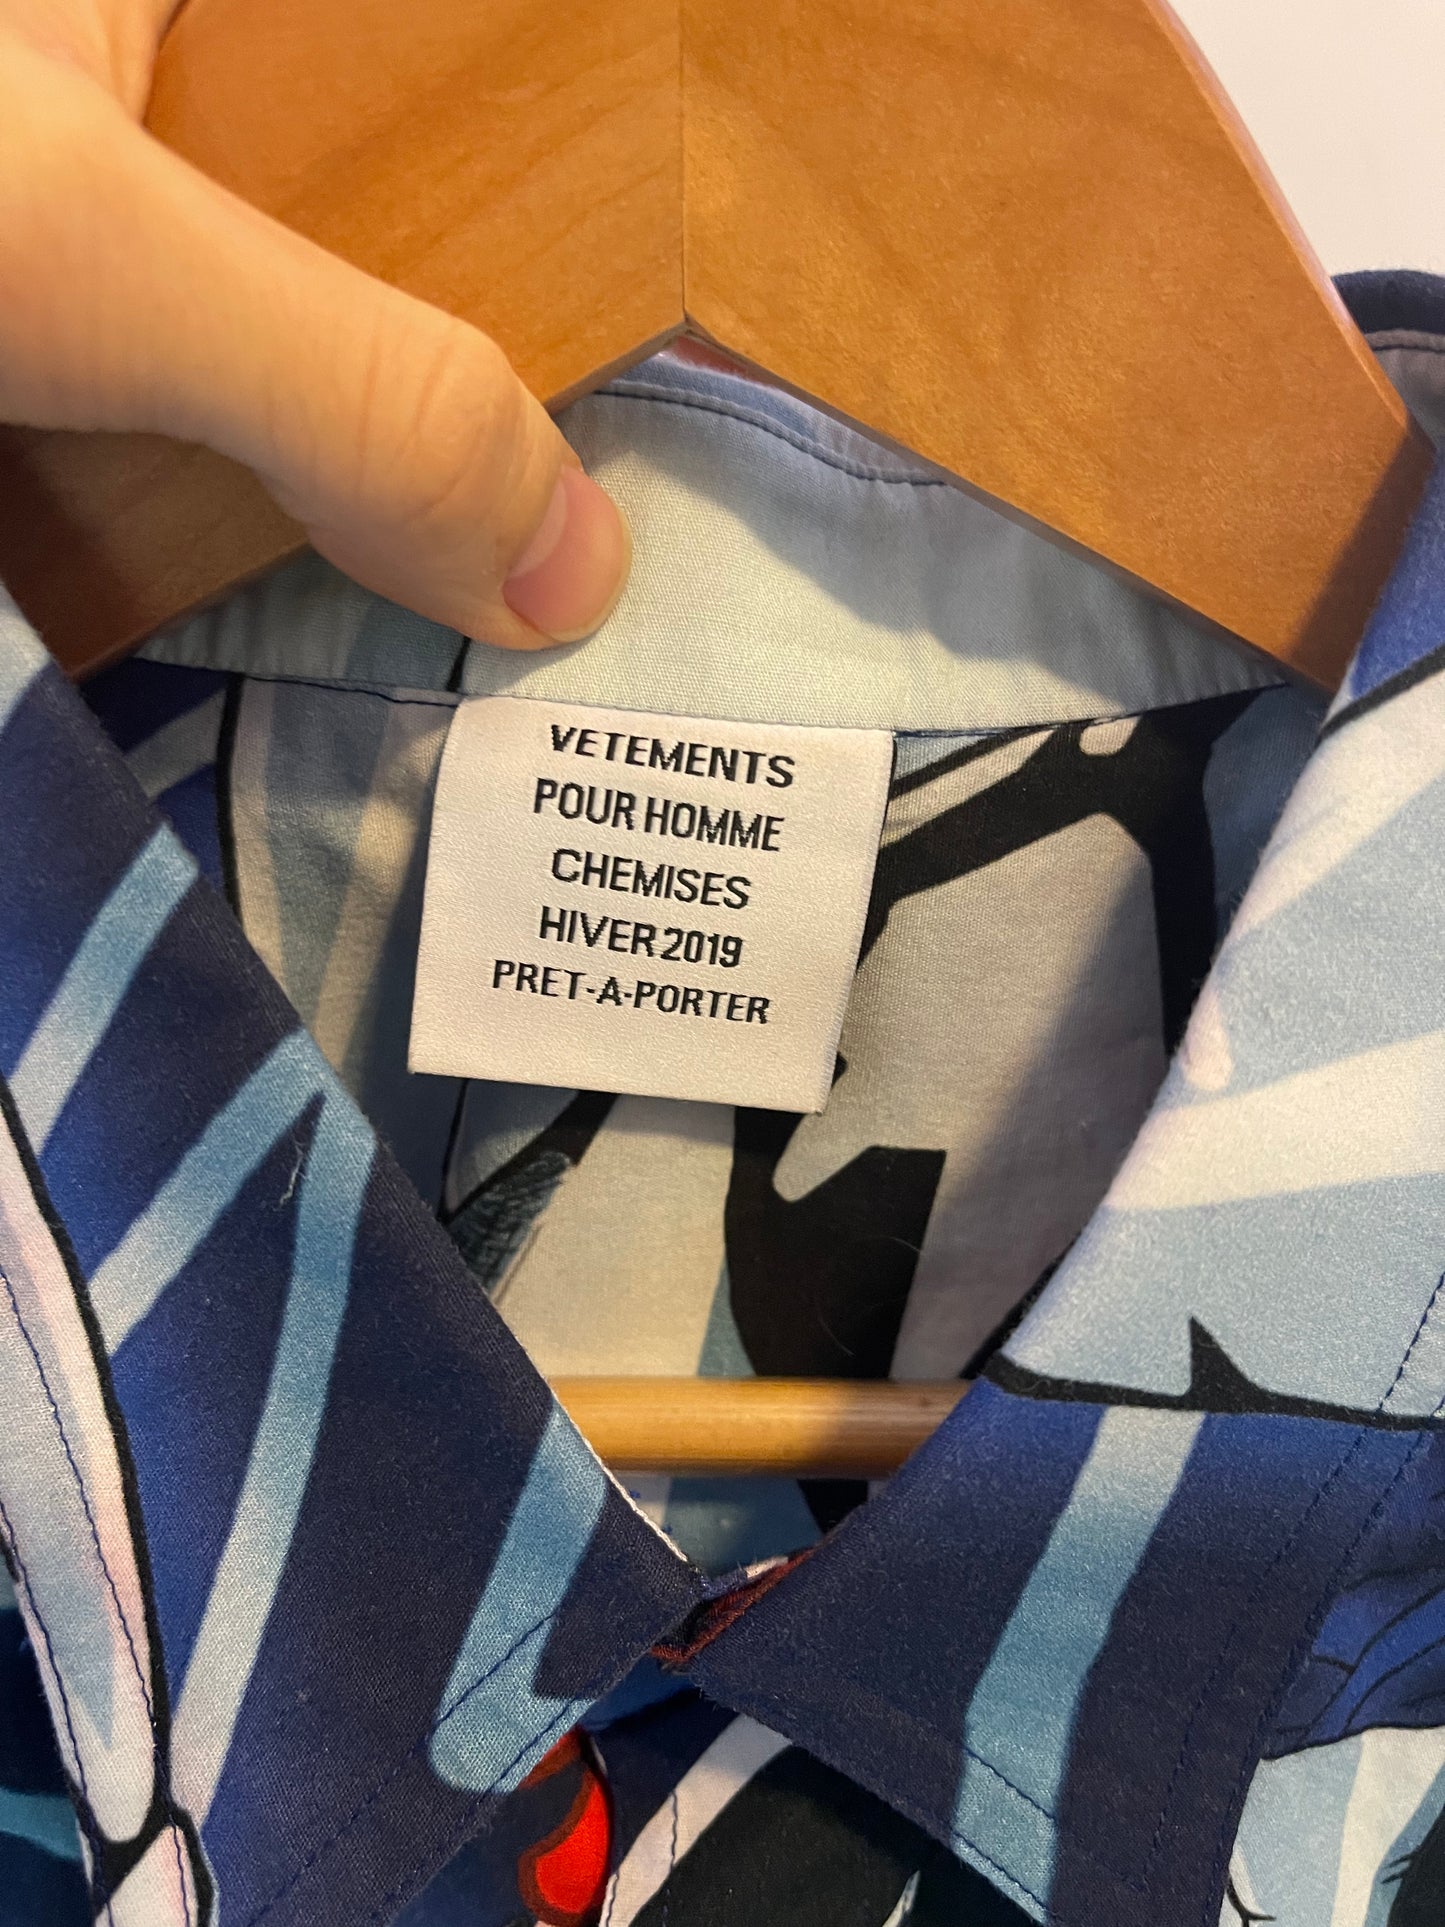 VETEMENTS
POUR HOMME
CHEMISES
HIVER 2019
PRET-A-PORTER